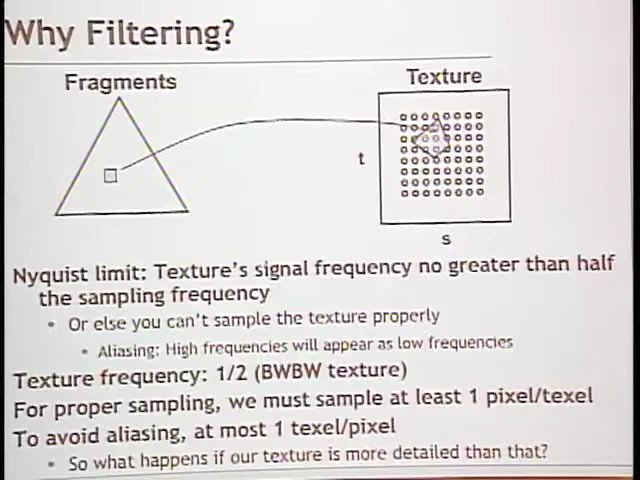 Why Filtering?
Fragments
Texture
t
s
Nyquist limit: Texture's signal frequency no greater than half
the sampling frequency
• Or else you can't sample the texture properly
• Aliasing: High frequencies will appear as low frequencies
Texture frequency: 1/2 (BWBW texture)
For proper sampling, we must sample at least 1 pixel/texel
To avoid aliasing, at most 1 texel/pixel
• So what happens if our texture is more detailed than that?